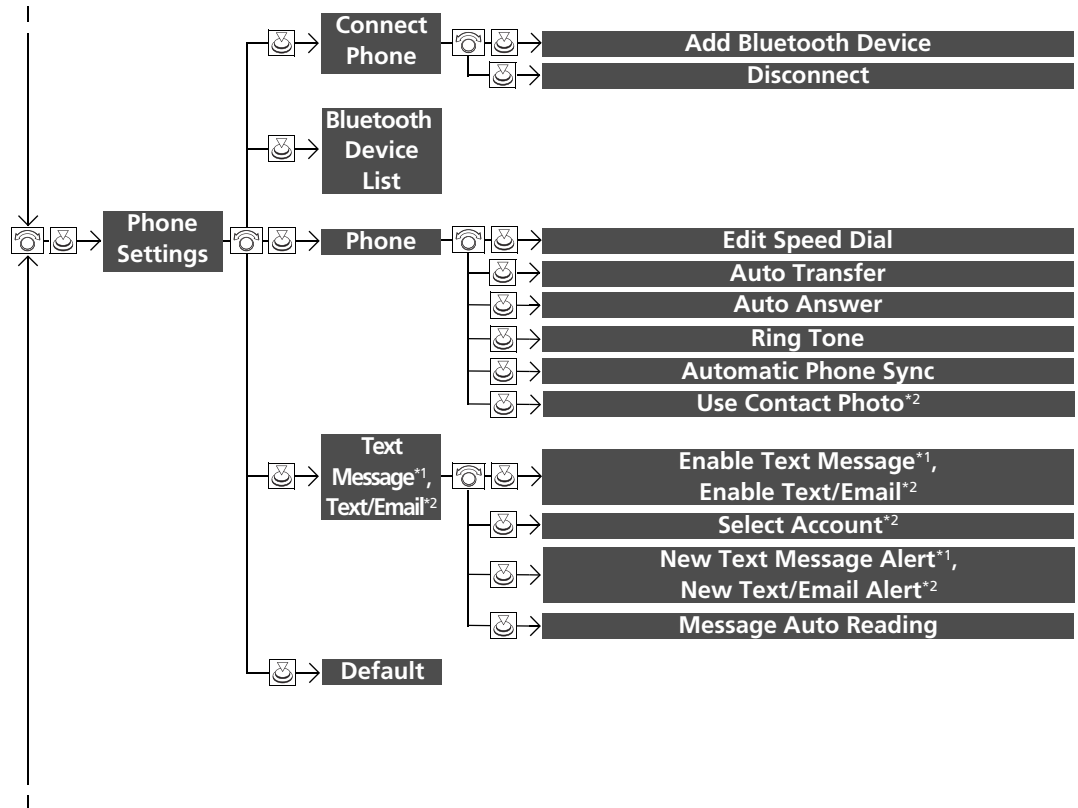 Connect
Phone
Add Bluetooth Device
Disconnect
Bluetooth
Device
List
Phone
Settings
Phone
Edit Speed Dial
Auto Transfer
Auto Answer
Ring Tone
Automatic Phone Sync
Use Contact Photo*2
Text
Message*1,
Text/Email*2
Enable Text Message*1,
Enable Text/Email*2
Select Account*2
New Text Message Alert*1,
New Text/Email Alert*2
Message Auto Reading
Default